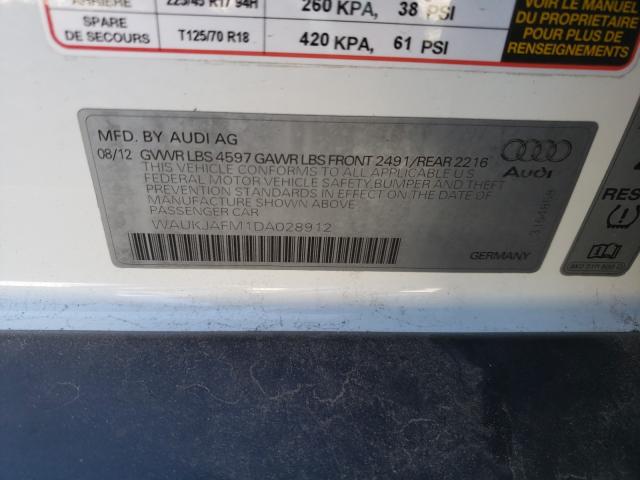 225/45 R17 94H 260 KPA, 38 PSI
SPARE DE SECOURS T125/70 R18 420 KPA, 61 PSI
VOIR LE MANUEL
DU PROPRIETAIRE
POUR PLUS DE
RENSEIGNEMENTS
MFD. BY AUDI AG
08/12 GVWR LBS 4597 GAWR LBS FRONT 2491/REAR 2216
THIS VEHICLE CONFORMS TO ALL APPLICABLE U S
FEDERAL MOTOR VEHICLE SAFETY, BUMPER AND THEFT
PREVENTION STANDARDS IN EFFECT ON THE DATE OF
MANUFACTURE SHOWN ABOVE.
PASSENGER CAR
WAUKJAFM1DA028912
Audi
GERMANY